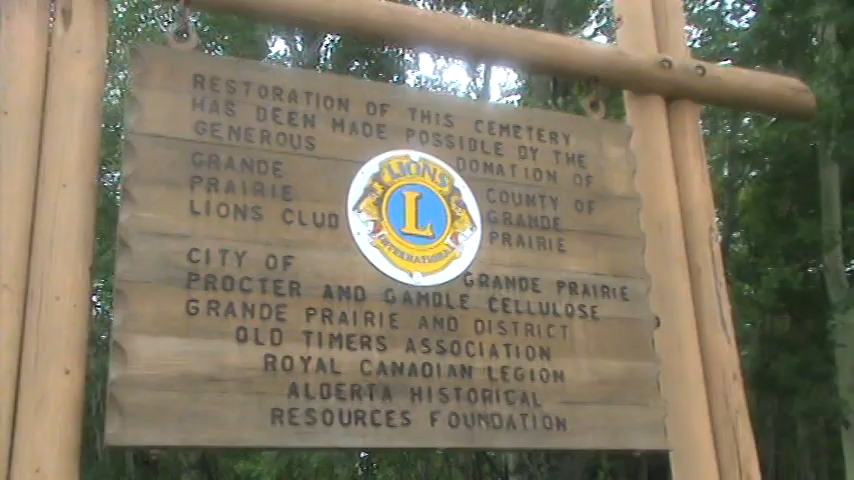 RESTORATION OF THIS CEMETERY
HAS BEEN MADE POSSIBLE BY THE
GENEROUS DONATION OF
GRANDE PRAIRIE LIONS CLUB
COUNTY OF GRANDE PRAIRIE
LIONS
L
INTERNATIONAL
CITY OF GRANDE PRAIRIE
PROCTER AND GAMBLE CELLULOSE
GRANDE PRAIRIE AND DISTRICT
OLD TIMERS ASSOCIATION
ROYAL CANADIAN LEGION
ALBERTA HISTORICAL
RESOURCES FOUNDATION